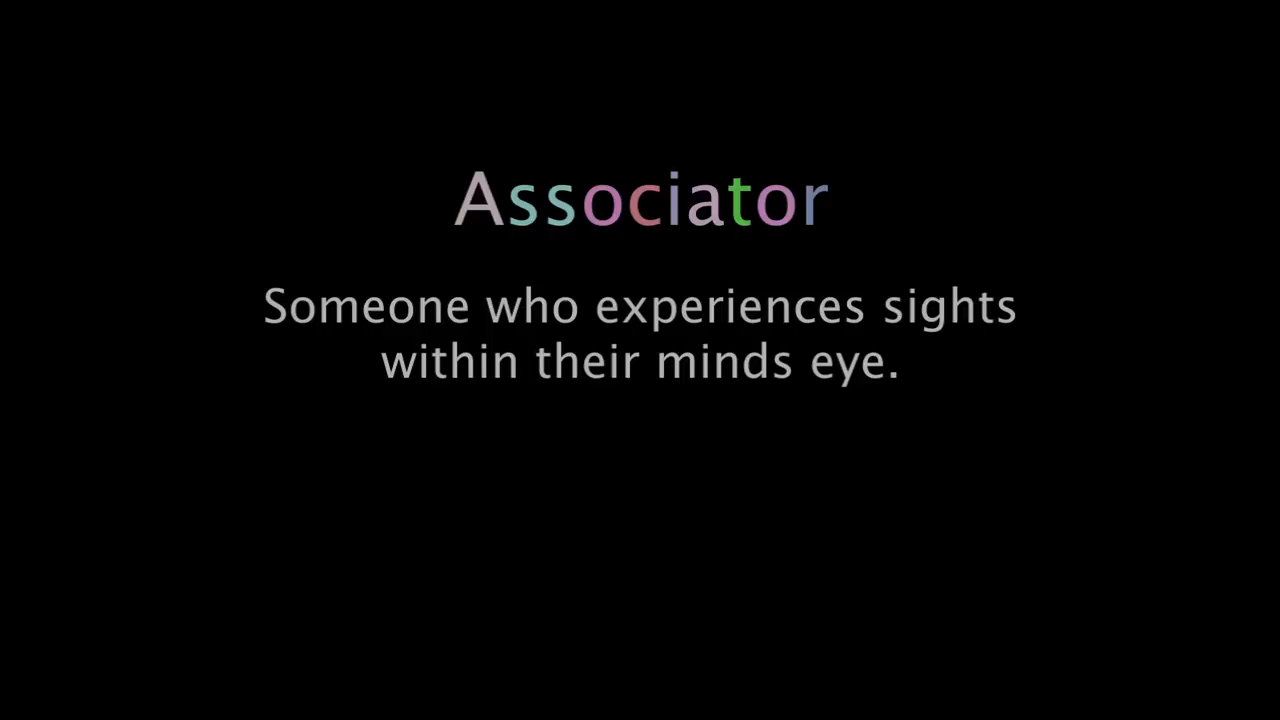 Associator
Someone who experiences sights
within their minds eye.